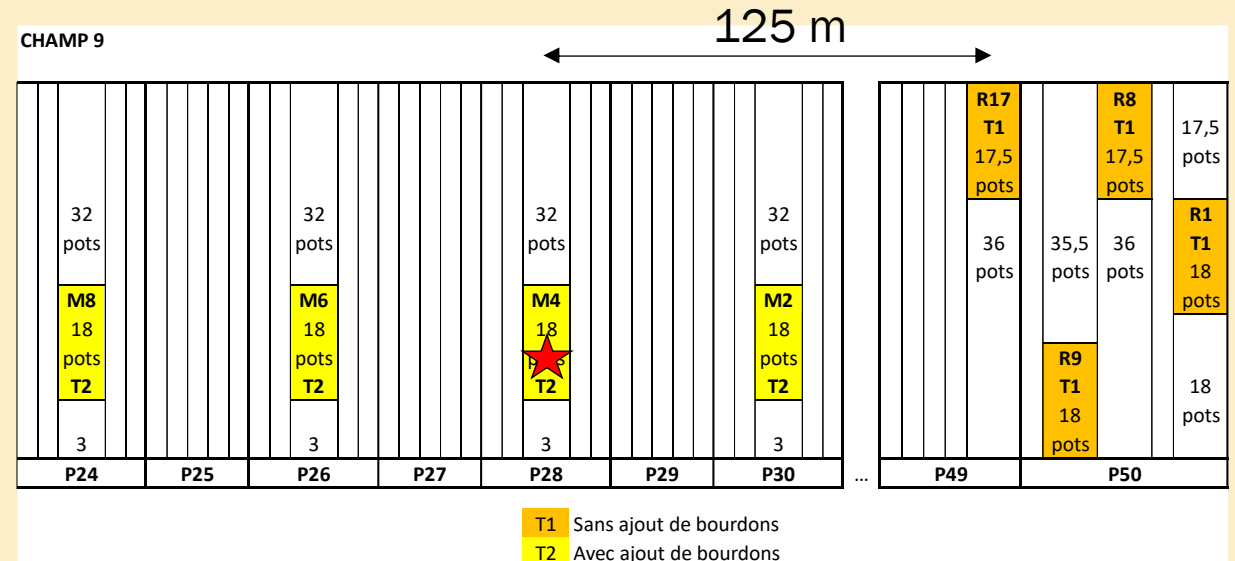 125 m
CHAMP 9
R17
T1
17,5
pots
R8
T1
17,5
pots
17,5
pots
32
pots
32
pots
32
pots
32
pots
36
pots
35,5
pots
36
pots
R1
T1
18
pots
M8
18
pots
T2
M6
18
pots
T2
M4
18
T2
M2
18
pots
T2
R9
T1
18
pots
18
pots
3
3
3
3
P24 P25 P26 P27 P28 P29 P30 ... P49 P50
T1 Sans ajout de bourdons
T2 Avec ajout de bourdons